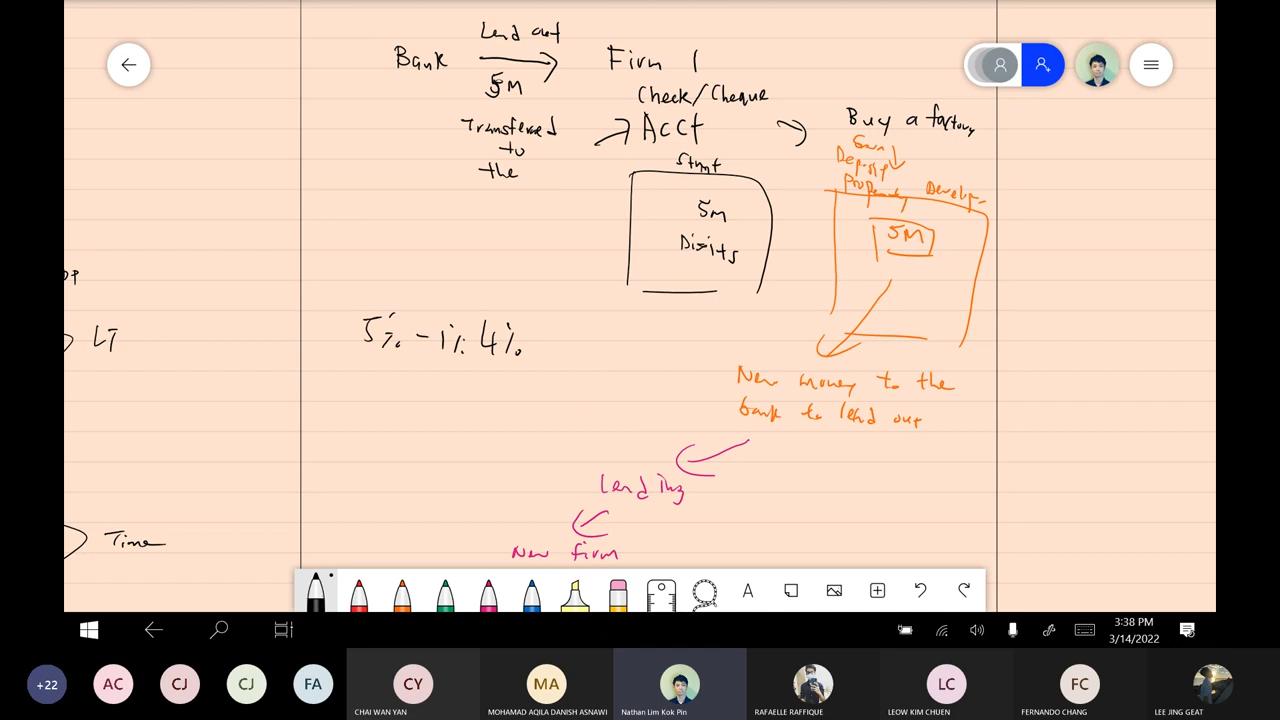 Lend out
Bank
Firm 1
5M
Check/Cheque
Transferred
to
the
Acct
Buy a factory
Stmt
Property Develop
5M
Digits
5M
OP
LT
5% - 1% 4%
New money to the
bank to lend out
Lending
New firm
Time
A
3:38 PM
3/14/2022
+22
AC
CJ
CJ
FA
CY
MA
LC
FC
CHAI WAN YAN
MOHAMAD AQILA DANISH ASNAWI
Nathan Lim Kok Pin
RAFAELLE RAFFIQUE
LEOW KIM CHUEN
FERNANDO CHANG
LEE JING GEAT